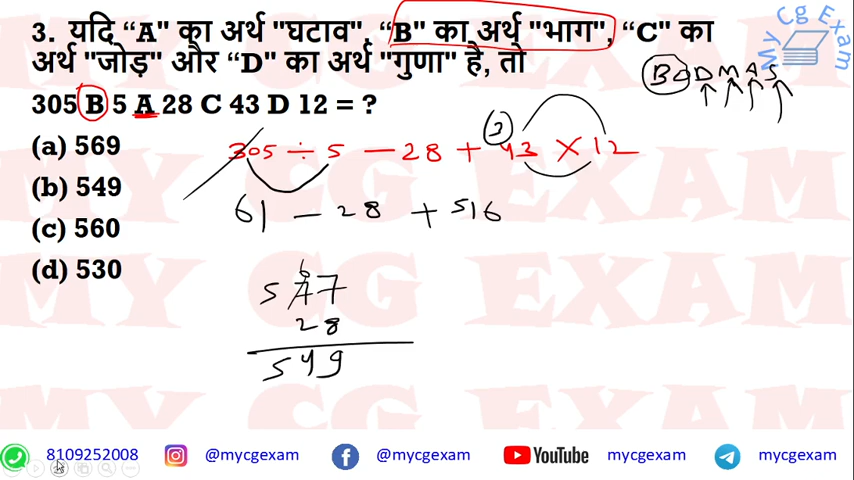 3. यदि “A" का अर्थ "घटाव", “B" का अर्थ "भाग", “C" का
अर्थ "जोड़" और “D" का अर्थ "गुणा" है, तो
305 B 5 A 28 C 43 D 12 = ?
(a) 569
(b) 549
(c) 560
(d) 530
BODMAS
305 ÷ 5 — 28 + 43 × 12
61 — 28 + 516
577
28
549
My Cg Exam
MY CG EXAM
8109252008 @mycgexam @mycgexam YouTube mycgexam mycgexam